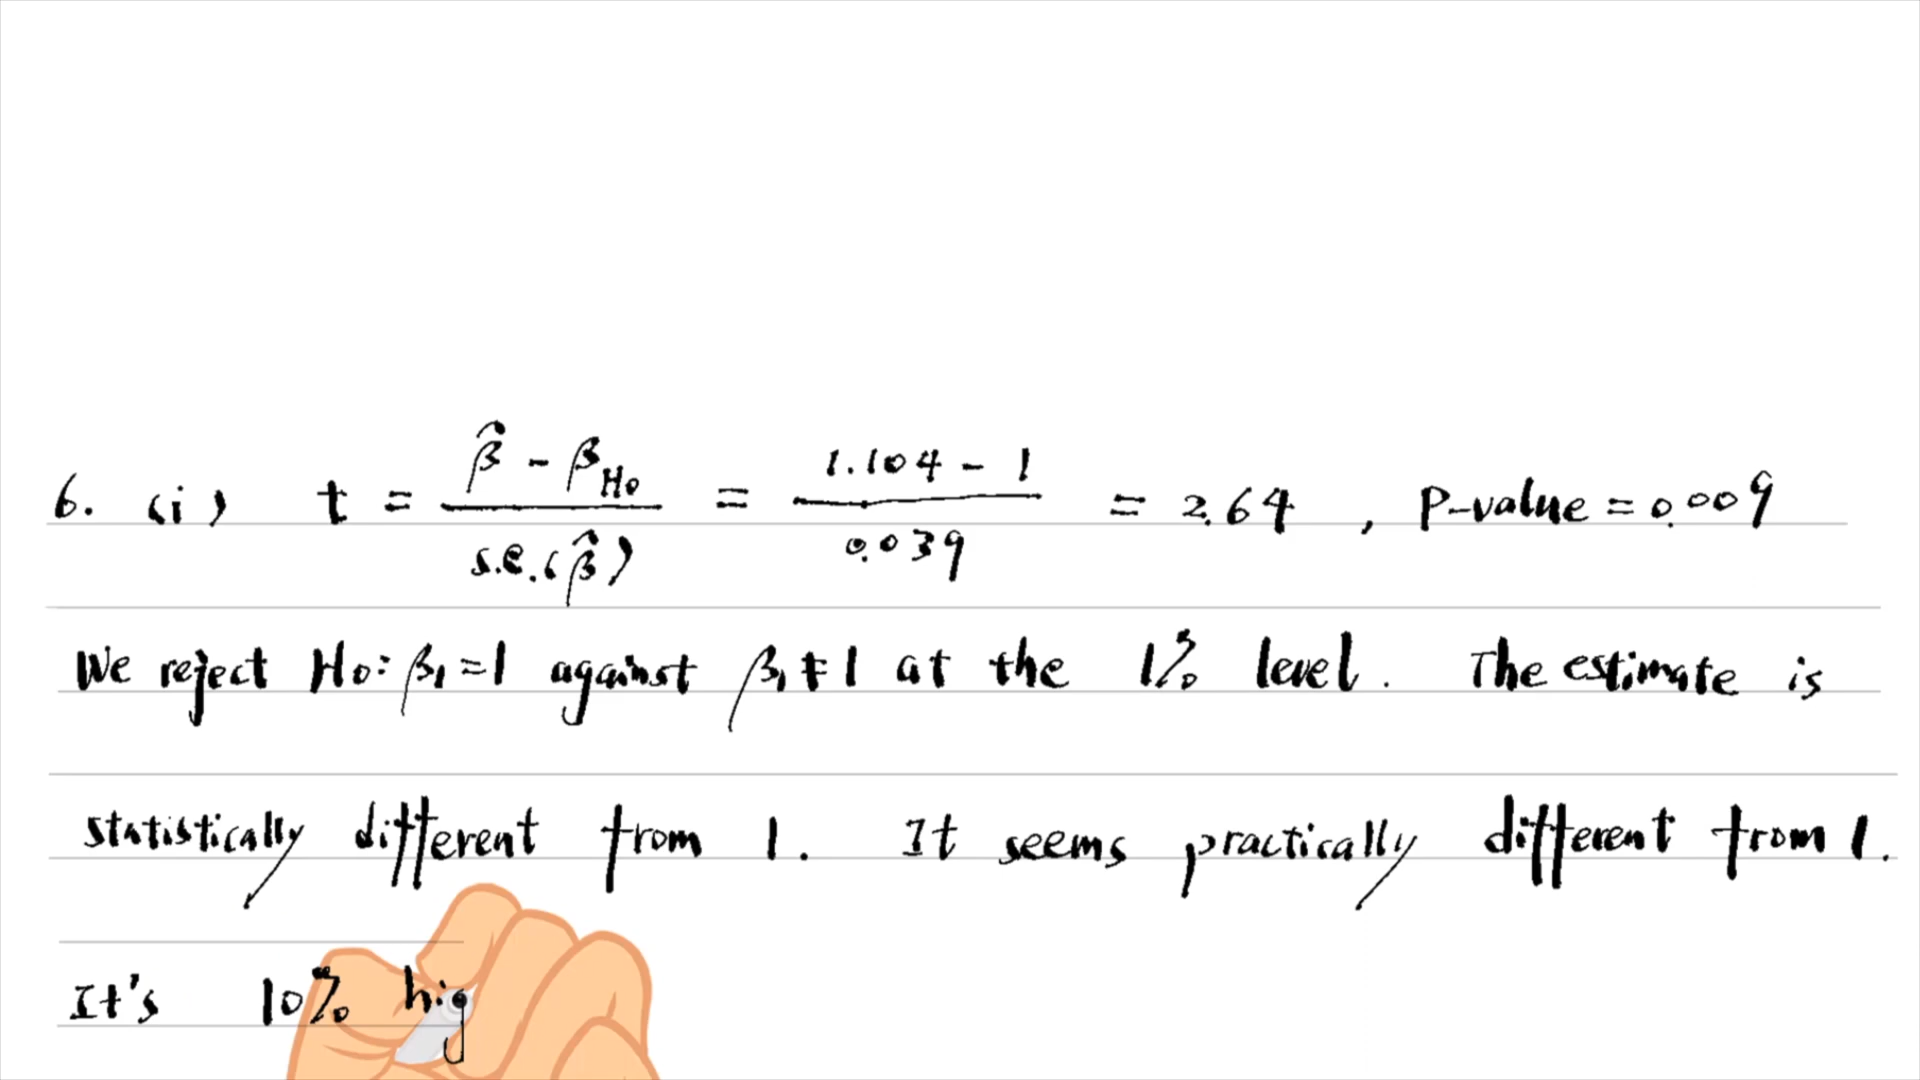 6. (i) t = (β̂ - β_H₀) / s.e.(β̂) = (1.104 - 1) / 0.039 = 2.64 , P-value = 0.009
We reject H₀: β₁ = 1 against β₁ ≠ 1 at the 1% level. The estimate is
statistically different from 1. It seems practically different from 1.
It's 10% hig